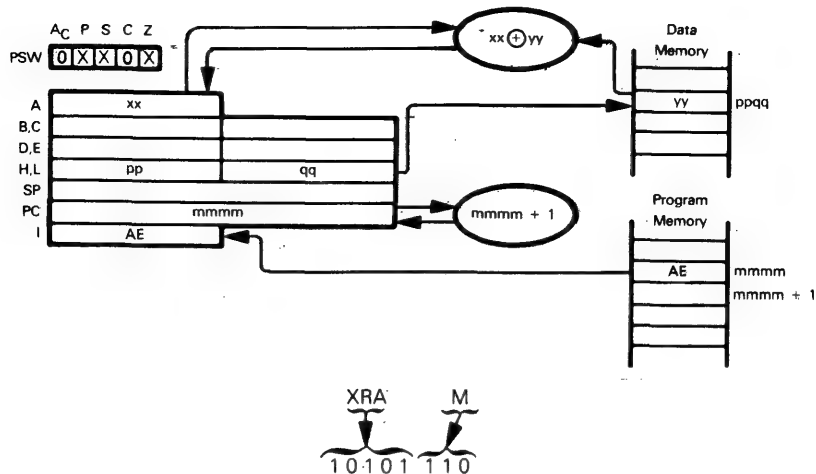 AC P S C Z
PSW 0 X X 0 X
xx ⊕ yy
Data
Memory
A xx
yy ppqq
B,C
D,E
H,L pp qq
SP
PC mmmm
mmmm + 1
I AE
Program
Memory
AE mmmm
mmmm + 1
XRA M
10101 110